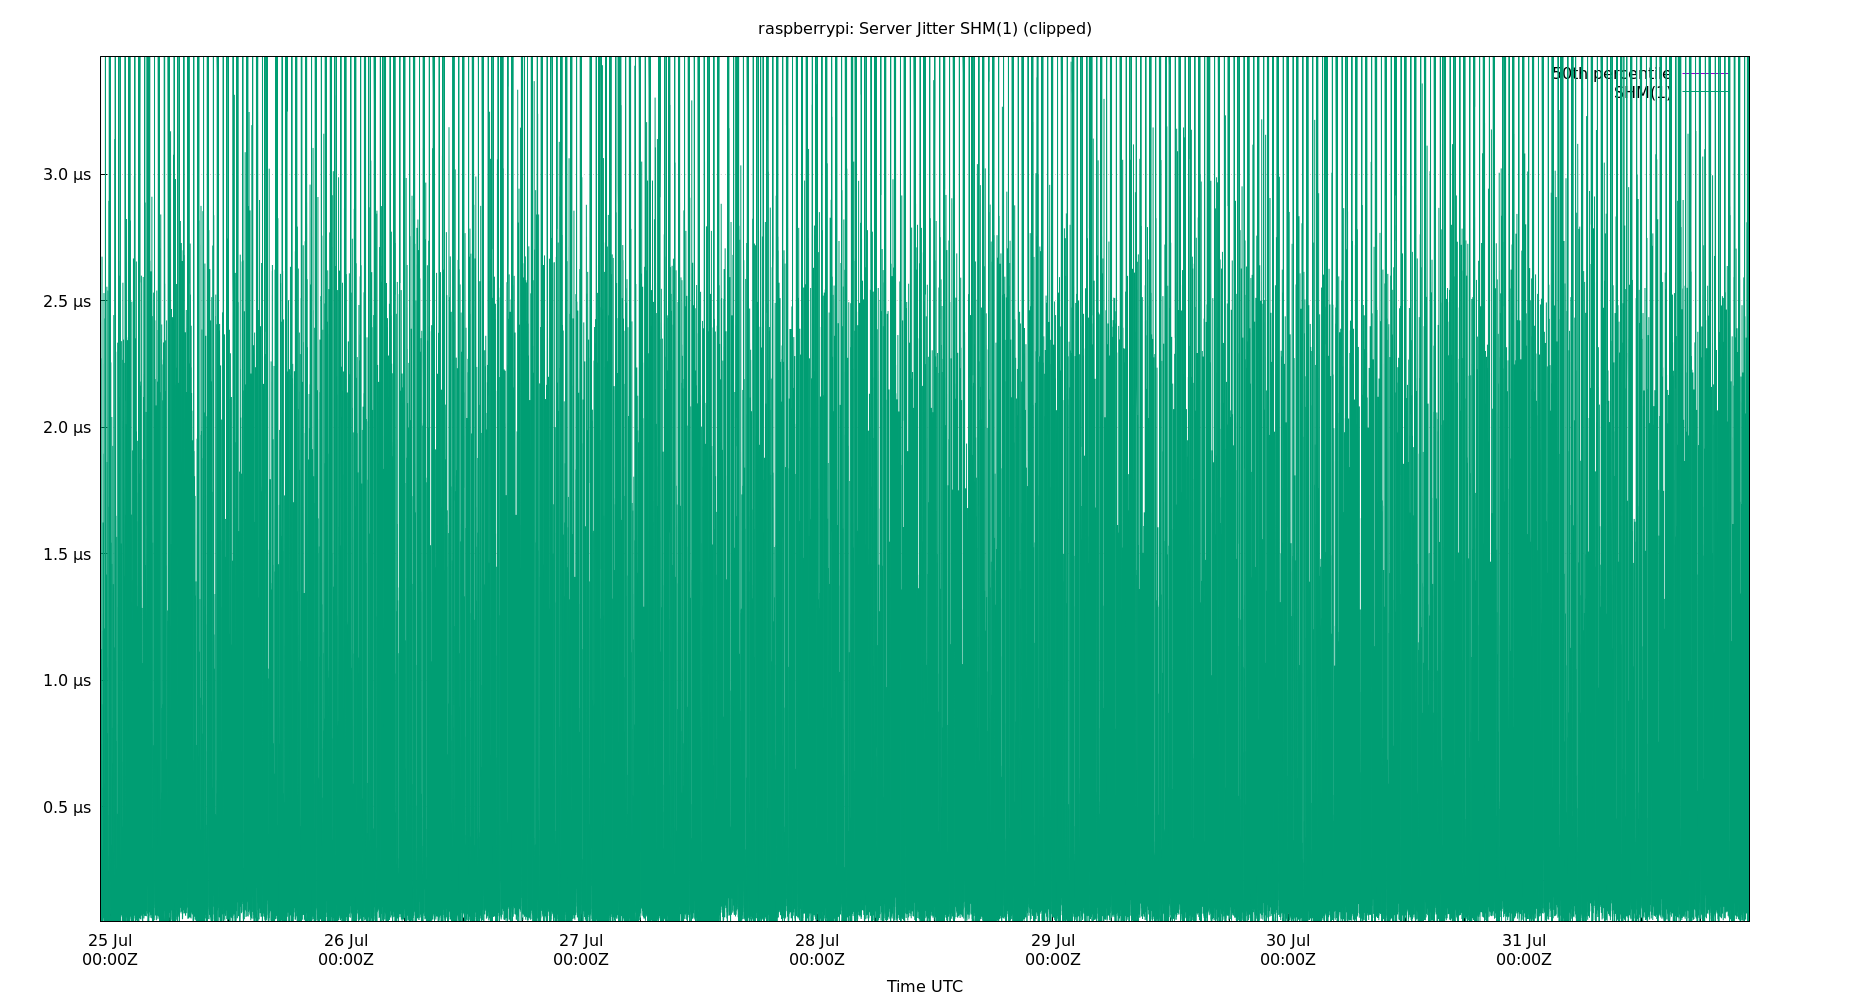 raspberrypi: Server Jitter SHM(1) (clipped)
50th percentile
SHM(1)
3.0 µs
2.5 µs
2.0 µs
1.5 µs
1.0 µs
0.5 µs
25 Jul 26 Jul 27 Jul 28 Jul 29 Jul 30 Jul 31 Jul
00:00Z 00:00Z 00:00Z 00:00Z 00:00Z 00:00Z 00:00Z
Time UTC